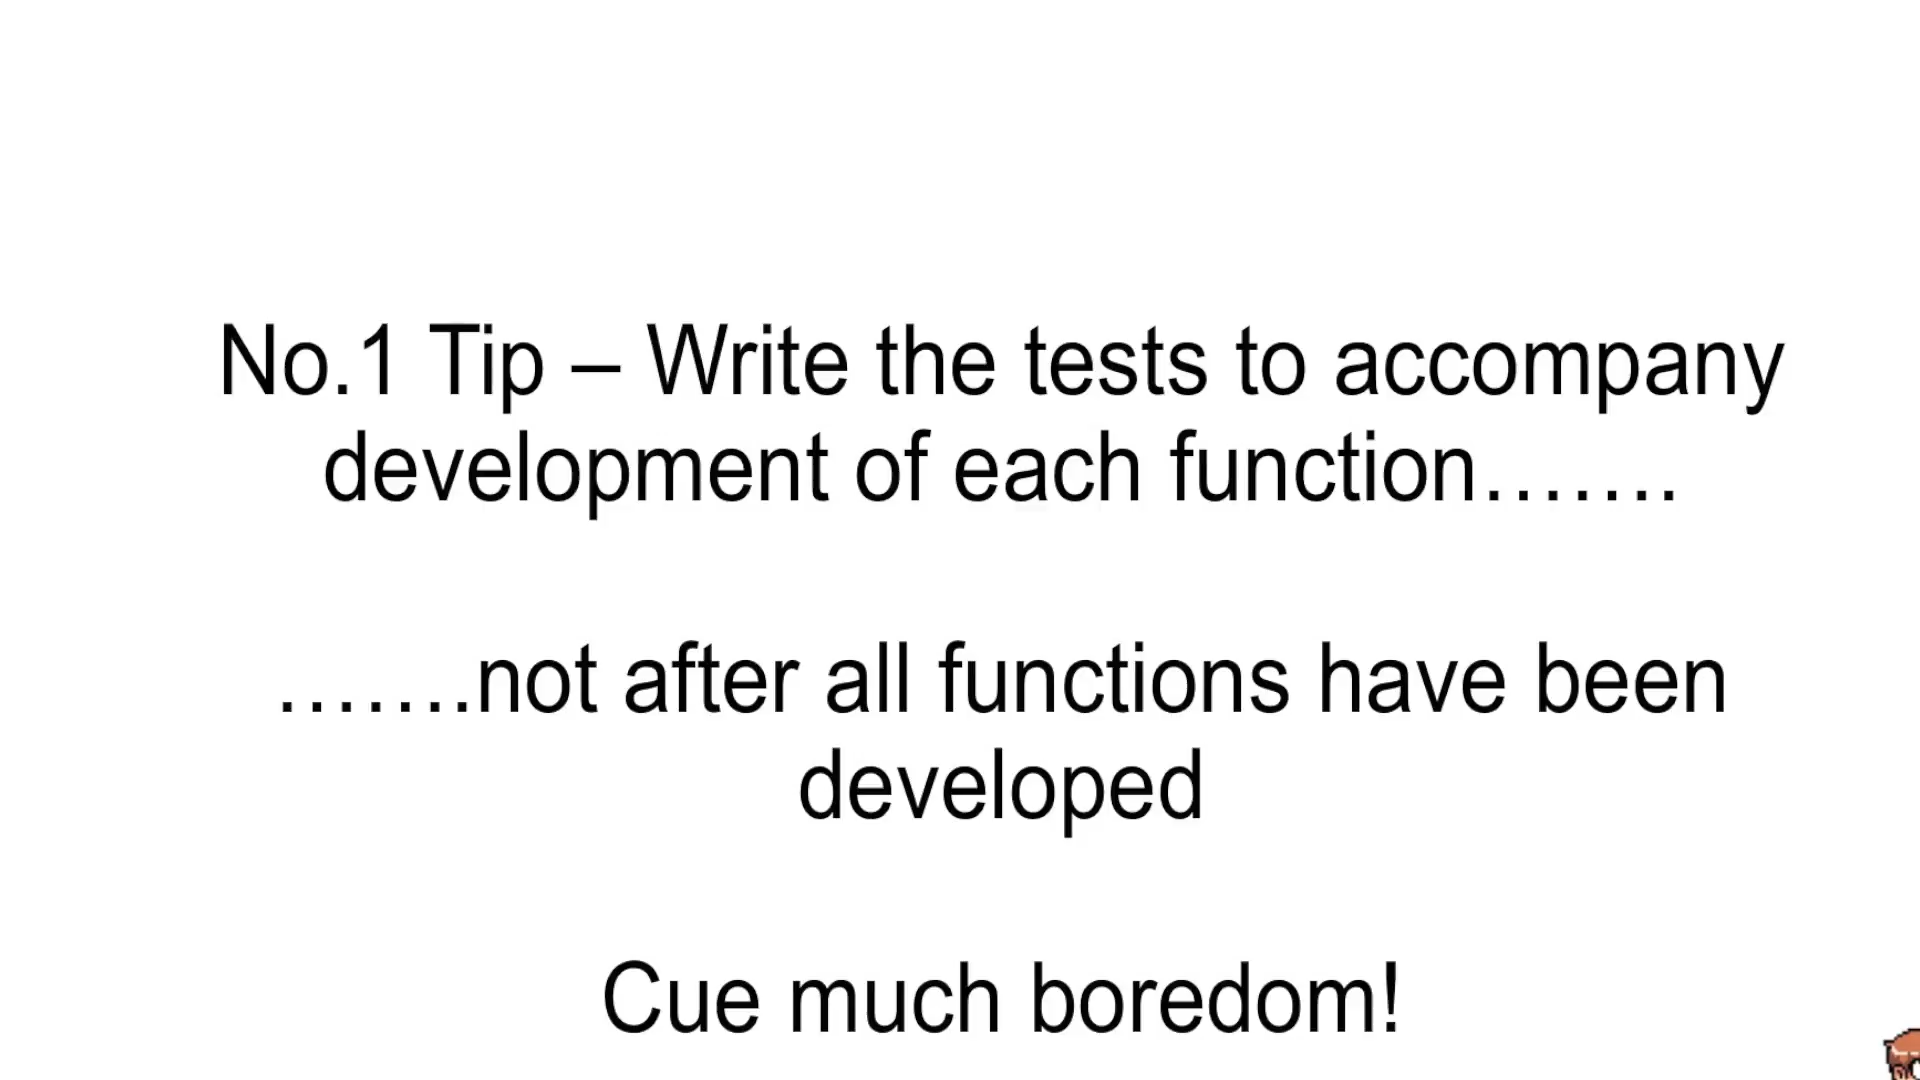 No.1 Tip – Write the tests to accompany
development of each function…….
…….not after all functions have been
developed
Cue much boredom!